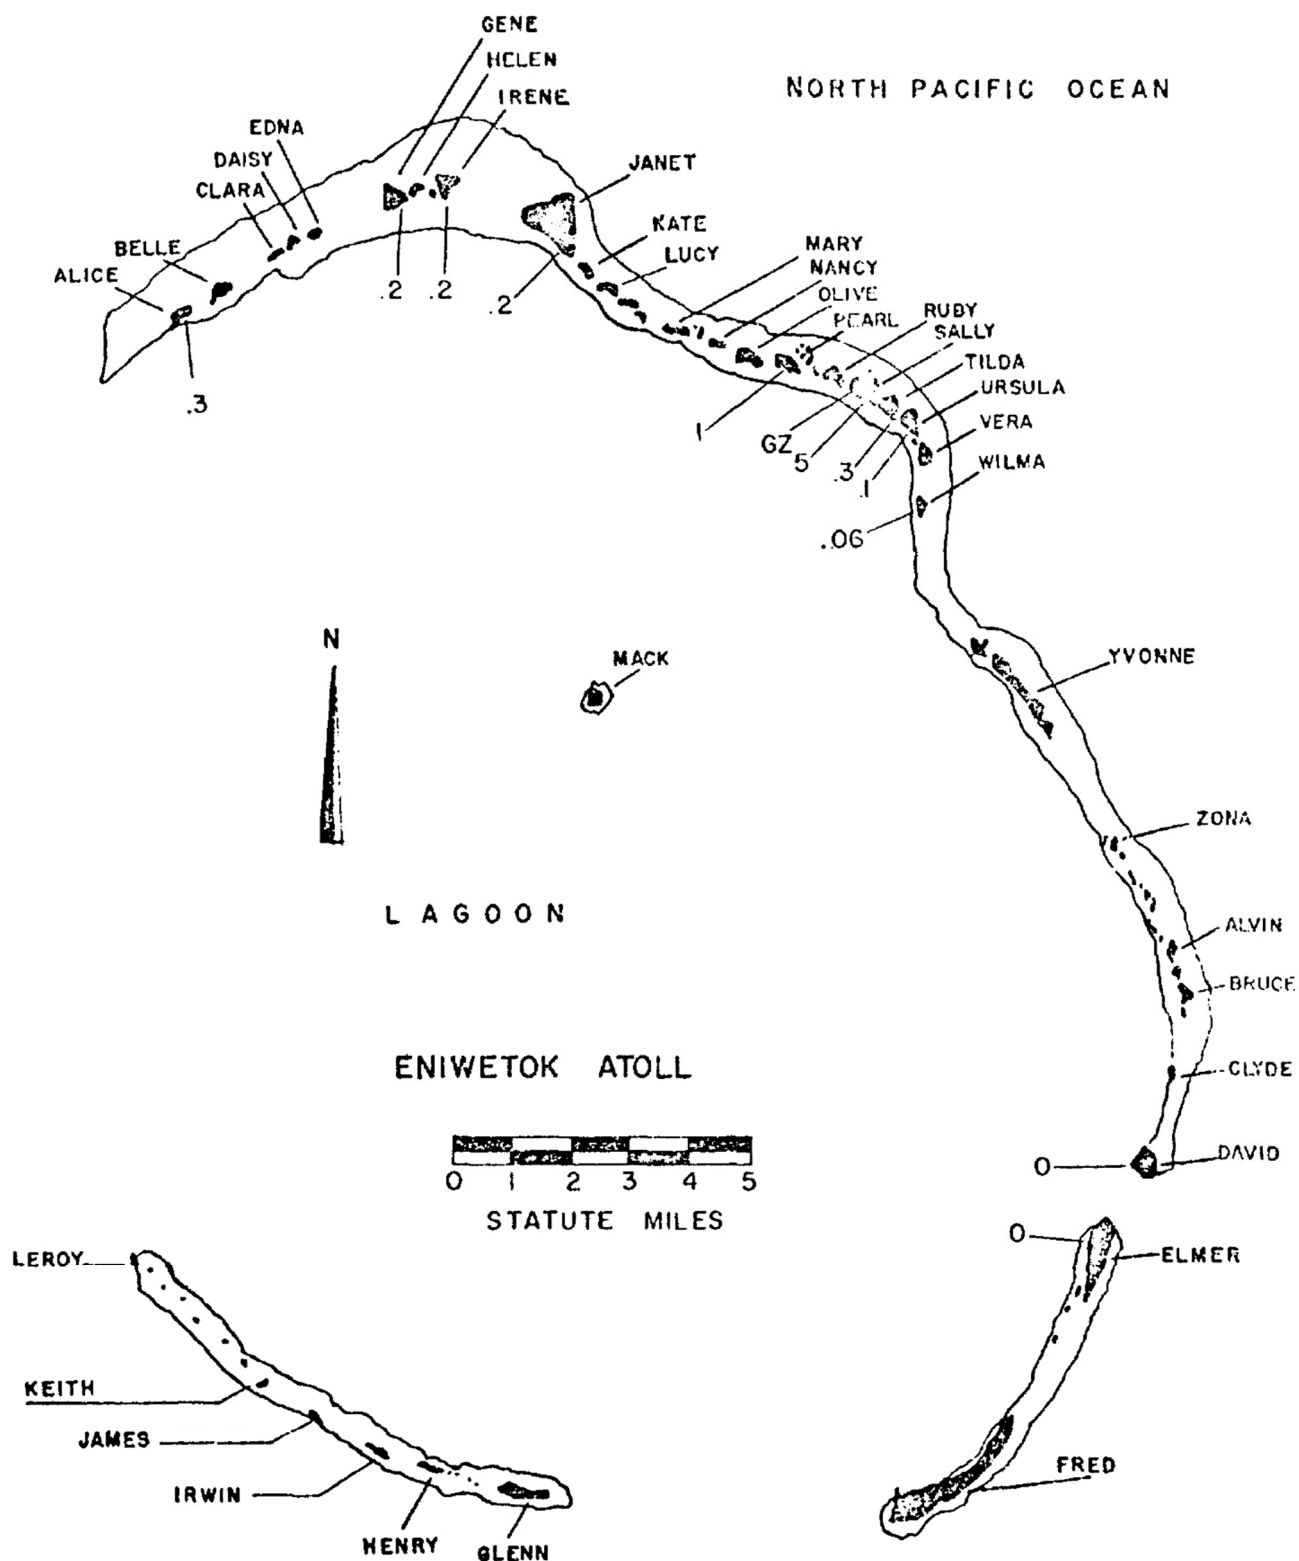 GENE
HELEN
NORTH PACIFIC OCEAN
IRENE
EDNA
DAISY
CLARA
JANET
BELLE
ALICE
KATE
LUCY
MARY
NANCY
OLIVE
PEARL
RUBY
SALLY
TILDA
URSULA
VERA
WILMA
.2
.2
.2
.3
1
GZ
5
.3
.1
.06
N
MACK
YVONNE
ZONA
LAGOON
ALVIN
BRUCE
ENIWETOK ATOLL
CLYDE
0 1 2 3 4 5
STATUTE MILES
0
DAVID
0
ELMER
LEROY
KEITH
JAMES
IRWIN
HENRY
GLENN
FRED